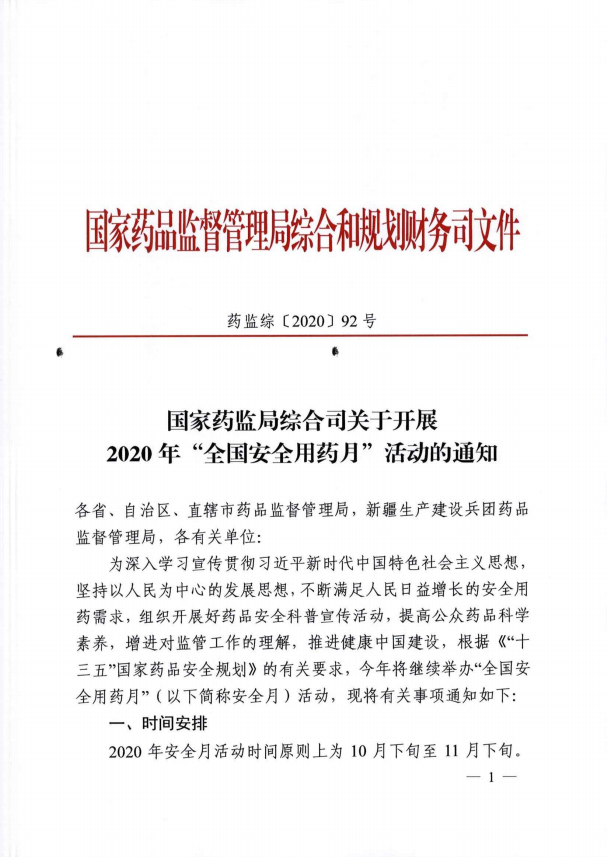 国家药品监督管理局综合和规划财务司文件
药监综〔2020〕92 号
国家药监局综合司关于开展
2020 年“全国安全用药月”活动的通知
各省、自治区、直辖市药品监督管理局，新疆生产建设兵团药品
监督管理局，各有关单位：
为深入学习宣传贯彻习近平新时代中国特色社会主义思想，
坚持以人民为中心的发展思想，不断满足人民日益增长的安全用
药需求，组织开展好药品安全科普宣传活动，提高公众药品科学
素养，增进对监管工作的理解，推进健康中国建设，根据《“十
三五”国家药品安全规划》的有关要求，今年将继续举办“全国安
全用药月”（以下简称安全月）活动，现将有关事项通知如下：
一、时间安排
2020 年安全月活动时间原则上为 10 月下旬至 11 月下旬。
— 1 —